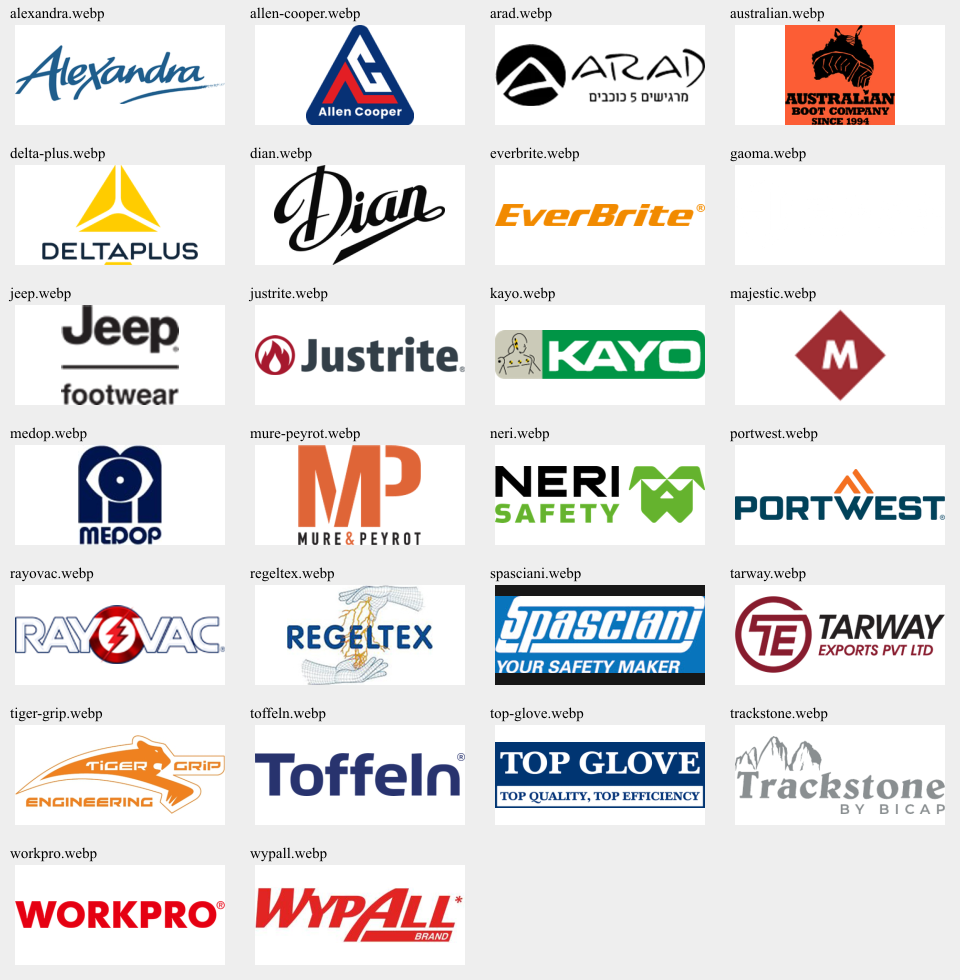 alexandra.webp
allen-cooper.webp
arad.webp
australian.webp
Alexandra
Allen Cooper
ARAD
מרגישים 5 כוכבים
AUSTRALIAN
BOOT COMPANY
SINCE 1994
delta-plus.webp
dian.webp
everbrite.webp
gaoma.webp
DELTAPLUS
Dian
EverBrite®
jeep.webp
justrite.webp
kayo.webp
majestic.webp
Jeep®
footwear
Justrite®
KAYO
M
medop.webp
mure-peyrot.webp
neri.webp
portwest.webp
MEDOP
MP
MURE & PEYROT
NERI
SAFETY
PORTWEST®
rayovac.webp
regeltex.webp
spasciani.webp
tarway.webp
RAYOVAC®
REGELTEX
Spasciani
YOUR SAFETY MAKER
TE
TARWAY
EXPORTS PVT LTD
tiger-grip.webp
toffeln.webp
top-glove.webp
trackstone.webp
TIGER GRIP
ENGINEERING
Toffeln®
TOP GLOVE
TOP QUALITY, TOP EFFICIENCY
Trackstone
BY BICAP
workpro.webp
wypall.webp
WORKPRO®
WYPALL*
BRAND